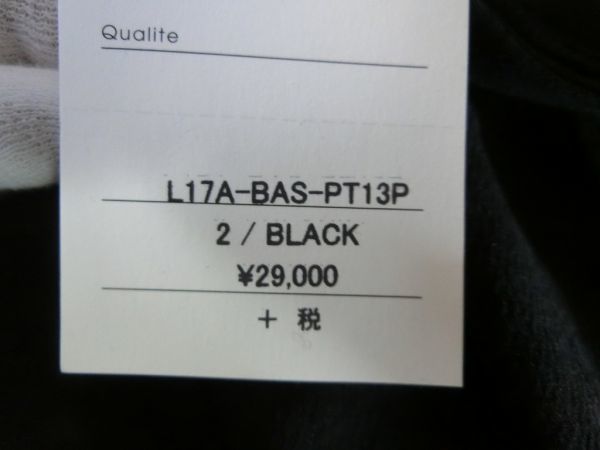 Qualite
L17A-BAS-PT13P
2 / BLACK
¥29,000
+ 税